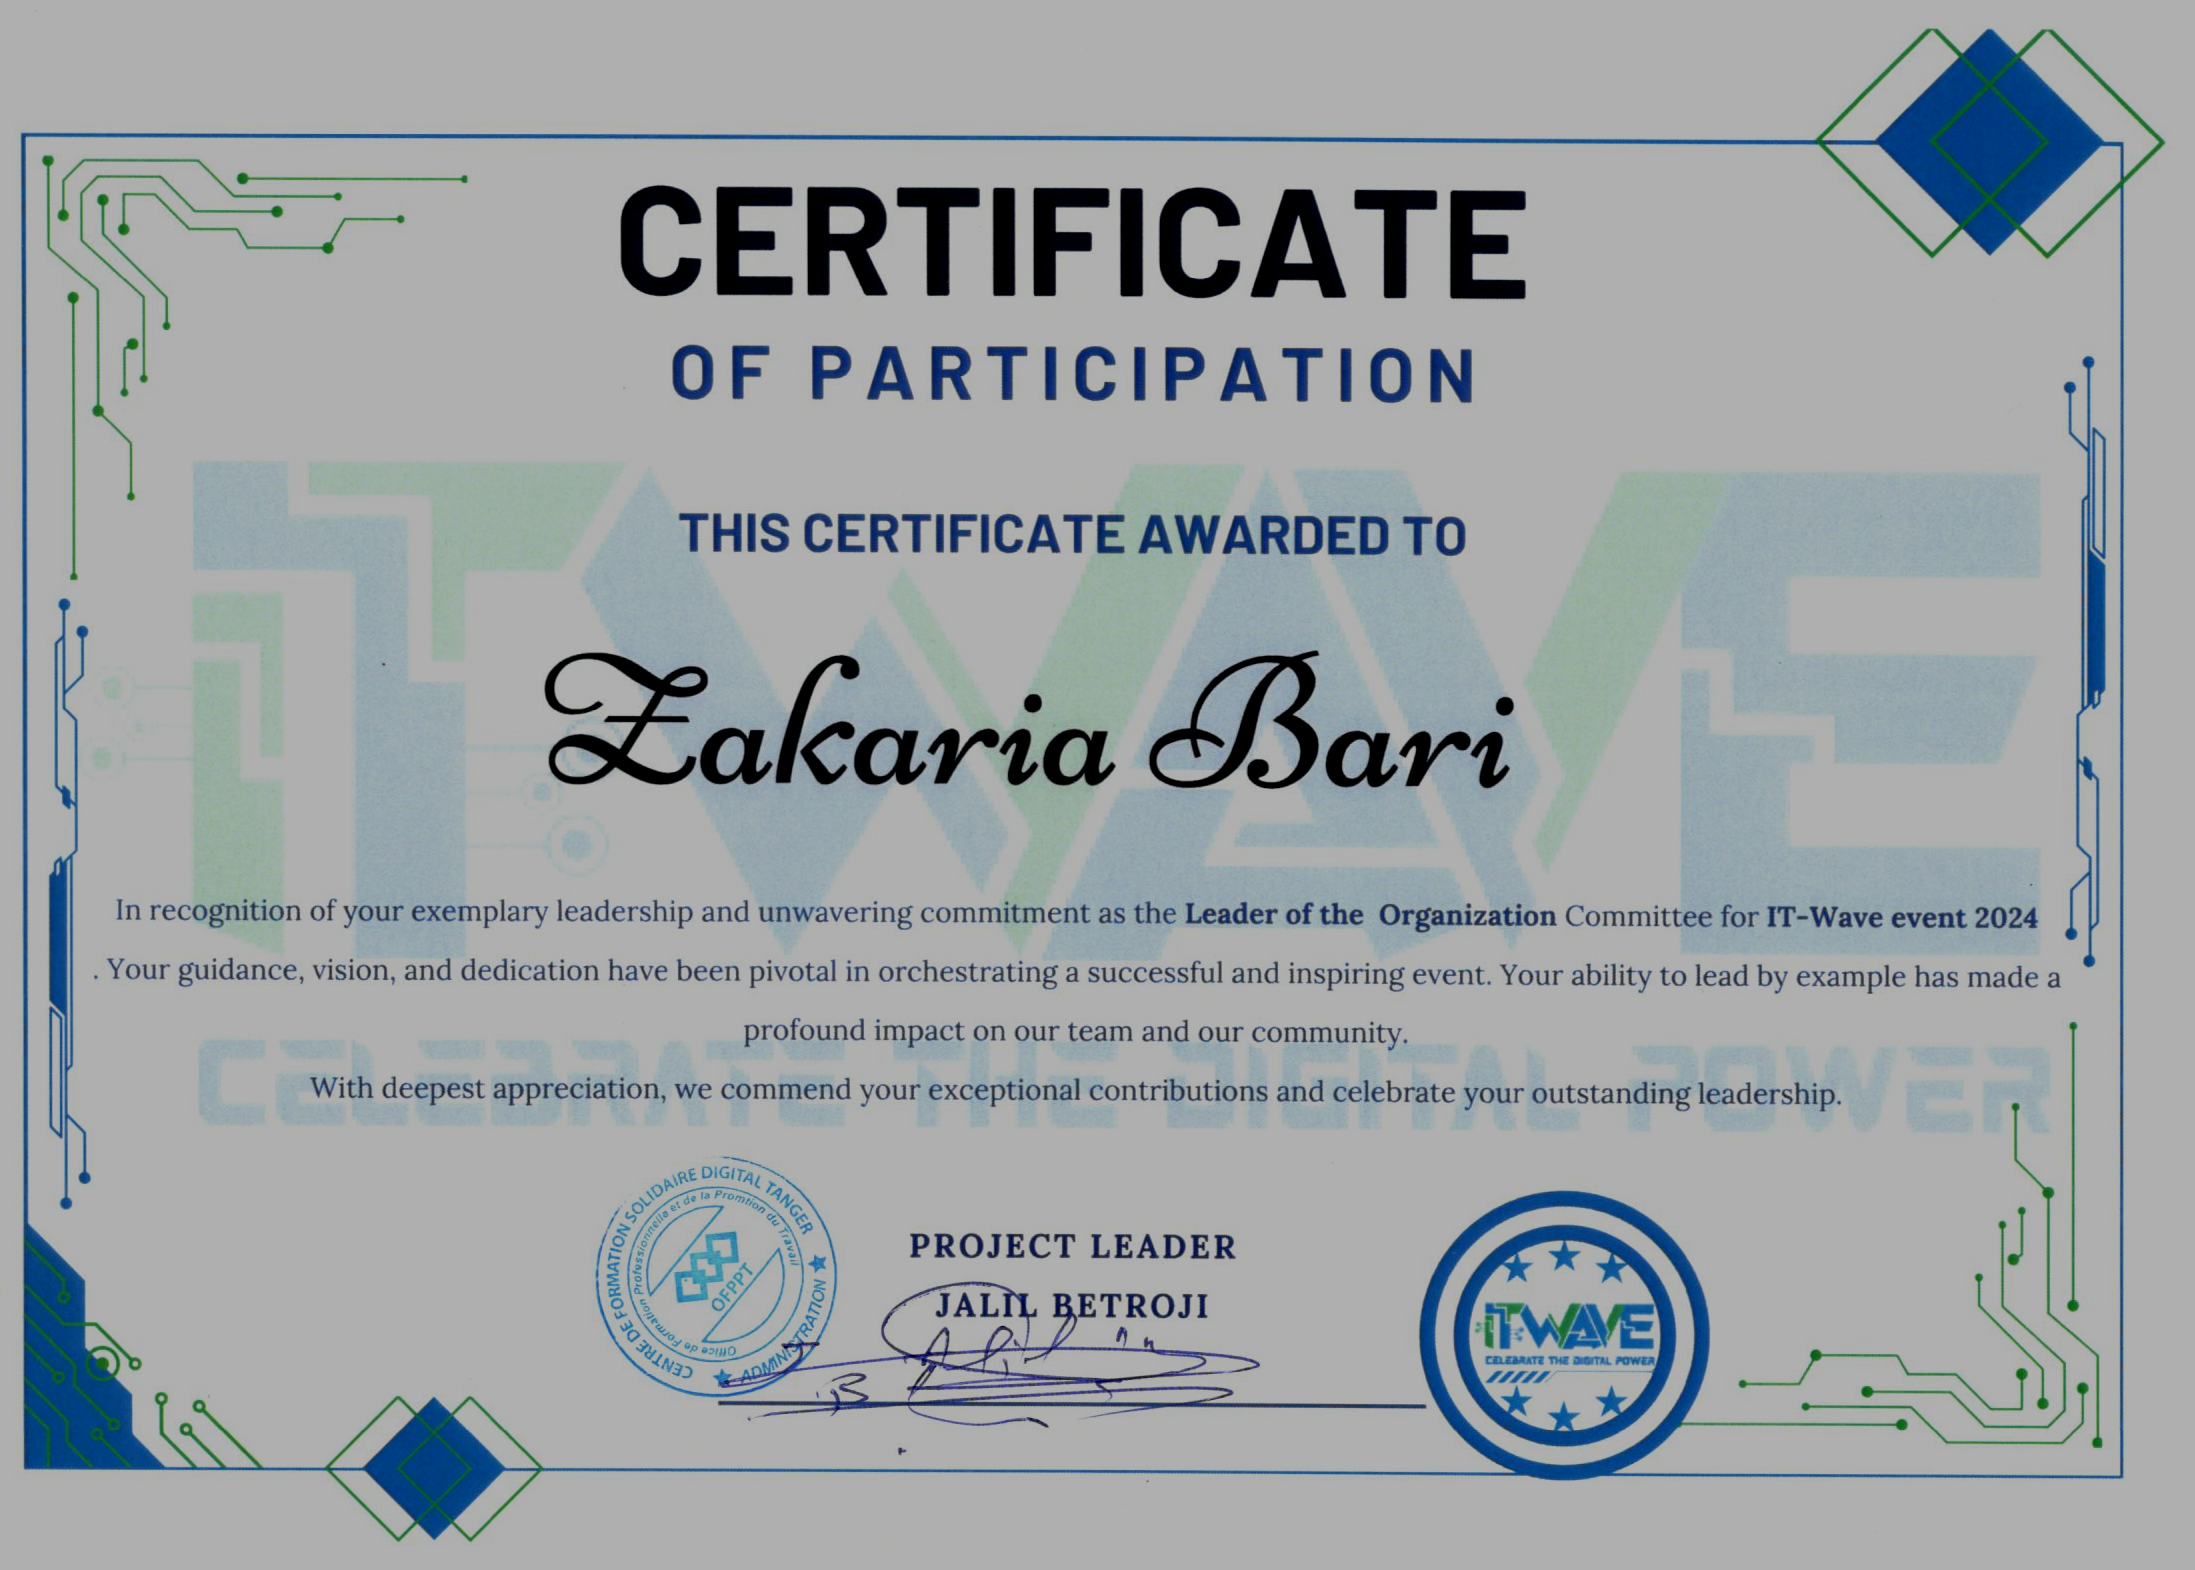 CERTIFICATE
OF PARTICIPATION
THIS CERTIFICATE AWARDED TO
Zakaria Bari
In recognition of your exemplary leadership and unwavering commitment as the Leader of the Organization Committee for IT-Wave event 2024
. Your guidance, vision, and dedication have been pivotal in orchestrating a successful and inspiring event. Your ability to lead by example has made a
profound impact on our team and our community.
With deepest appreciation, we commend your exceptional contributions and celebrate your outstanding leadership.
ITWAVE
CELEBRATE THE DIGITAL POWER
CENTRE DE FORMATION SOLIDAIRE DIGITAL TANGER
★ ADMINISTRATION ★
Office de Formation Professionnelle et de la Promtion du Travail
OFPPT
PROJECT LEADER
JALIL BETROJI
ITWAVE
CELEBRATE THE DIGITAL POWER